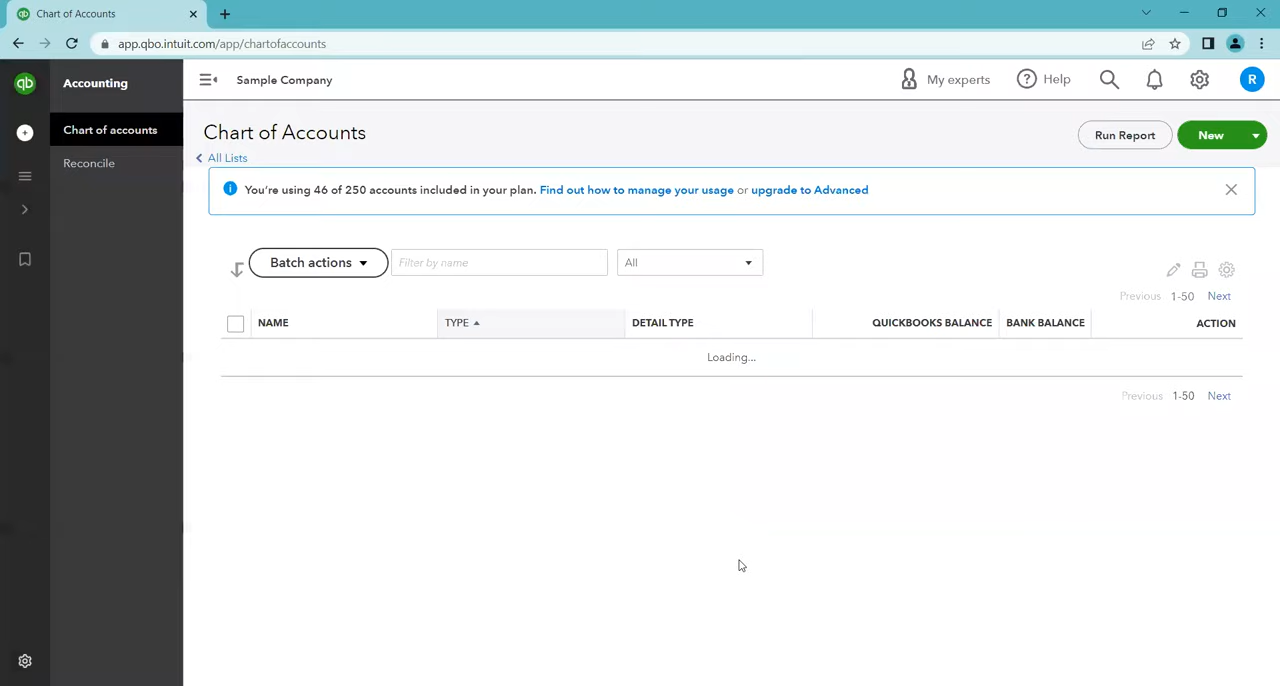 Chart of Accounts
app.qbo.intuit.com/app/chartofaccounts
qb
Accounting
Sample Company
My experts
Help
R
Chart of accounts
Reconcile
Chart of Accounts
All Lists
Run Report
New
You're using 46 of 250 accounts included in your plan. Find out how to manage your usage or upgrade to Advanced
Batch actions
Filter by name
All
Previous 1-50 Next
NAME TYPE DETAIL TYPE QUICKBOOKS BALANCE BANK BALANCE ACTION
Loading...
Previous 1-50 Next